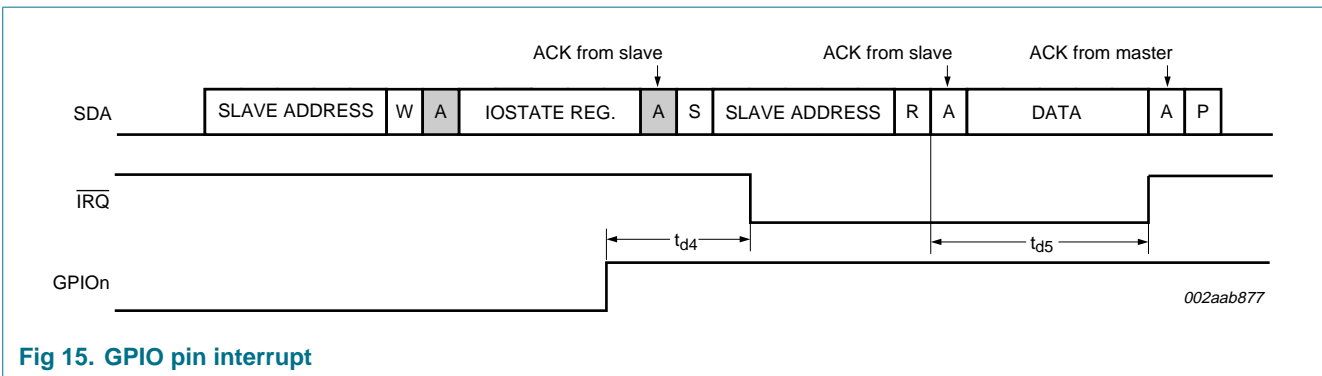 ACK from slave ACK from slave ACK from master
SDA SLAVE ADDRESS W A IOSTATE REG. A S SLAVE ADDRESS R A DATA A P
IRQ
td4 td5
GPIOn
002aab877
Fig 15. GPIO pin interrupt